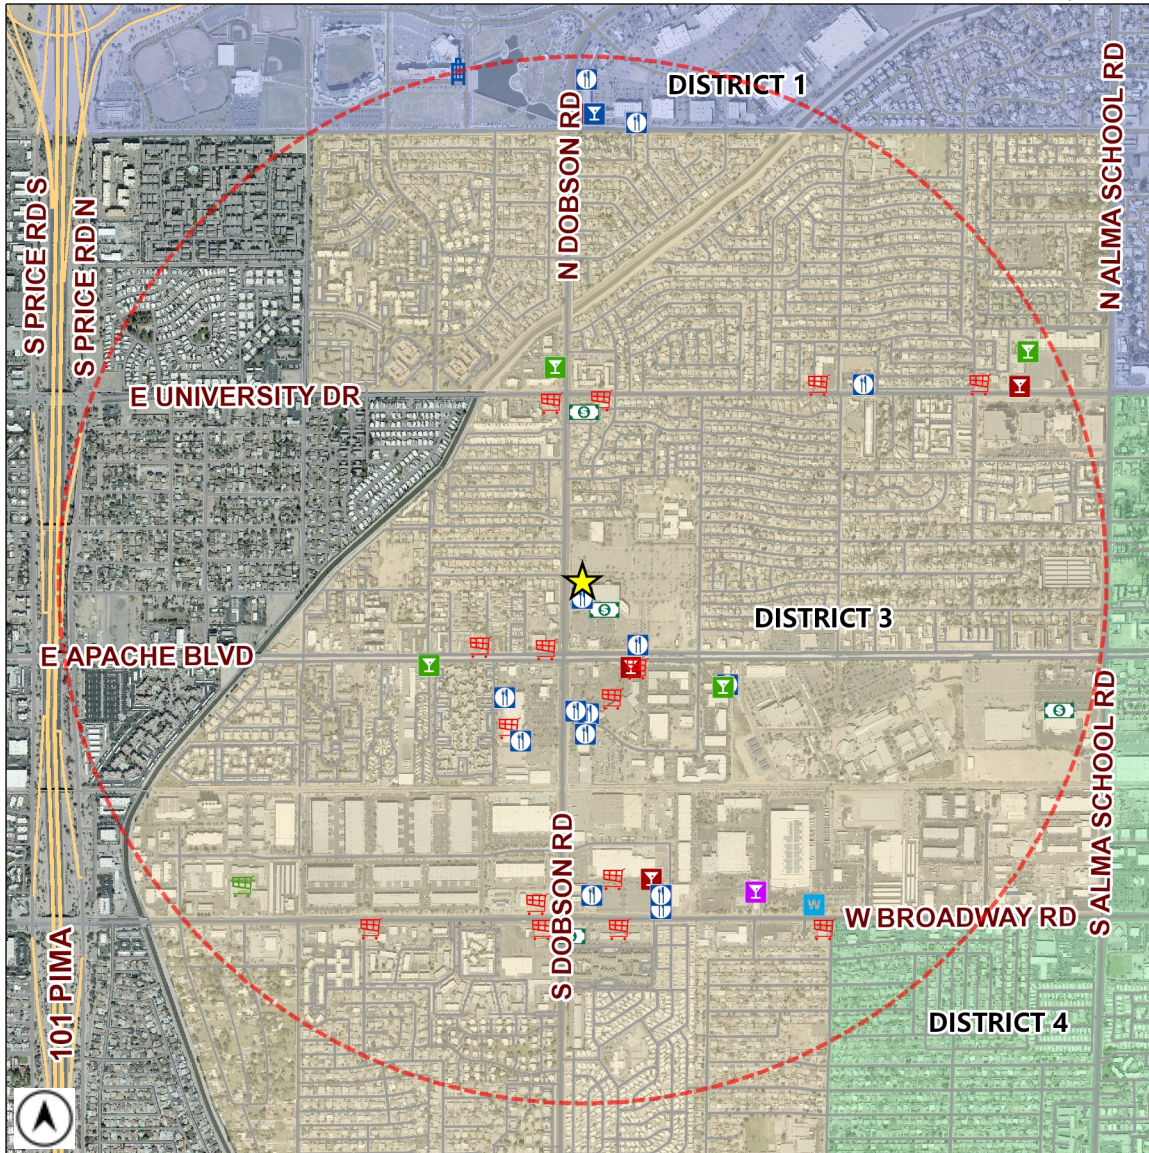 DISTRICT 1
N DOBSON RD
N ALMA SCHOOL RD
S PRICE RD S
S PRICE RD N
E UNIVERSITY DR
$
$
DISTRICT 3
E APACHE BLVD
$
S ALMA SCHOOL RD
S DOBSON RD
W
W BROADWAY RD
101 PIMA
DISTRICT 4